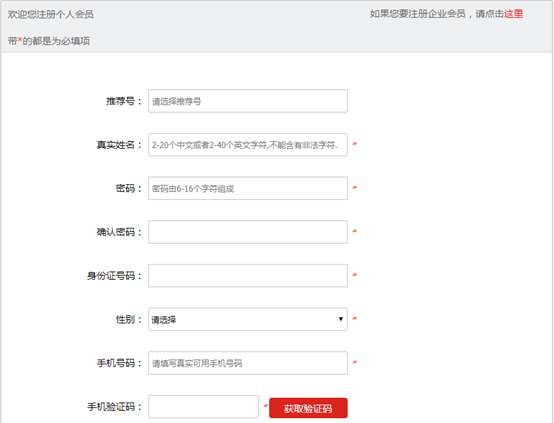 欢迎您注册个人会员
如果您要注册企业会员，请点击这里
带*的都是为必填项
推荐号： 请选择推荐号
真实姓名： 2-20个中文或者2-40个英文字符,不能含有非法字符. *
密码： 密码由6-16个字符组成 *
确认密码： *
身份证号码： *
性别： 请选择 *
手机号码： 请填写真实可用手机号码 *
手机验证码： * 获取验证码